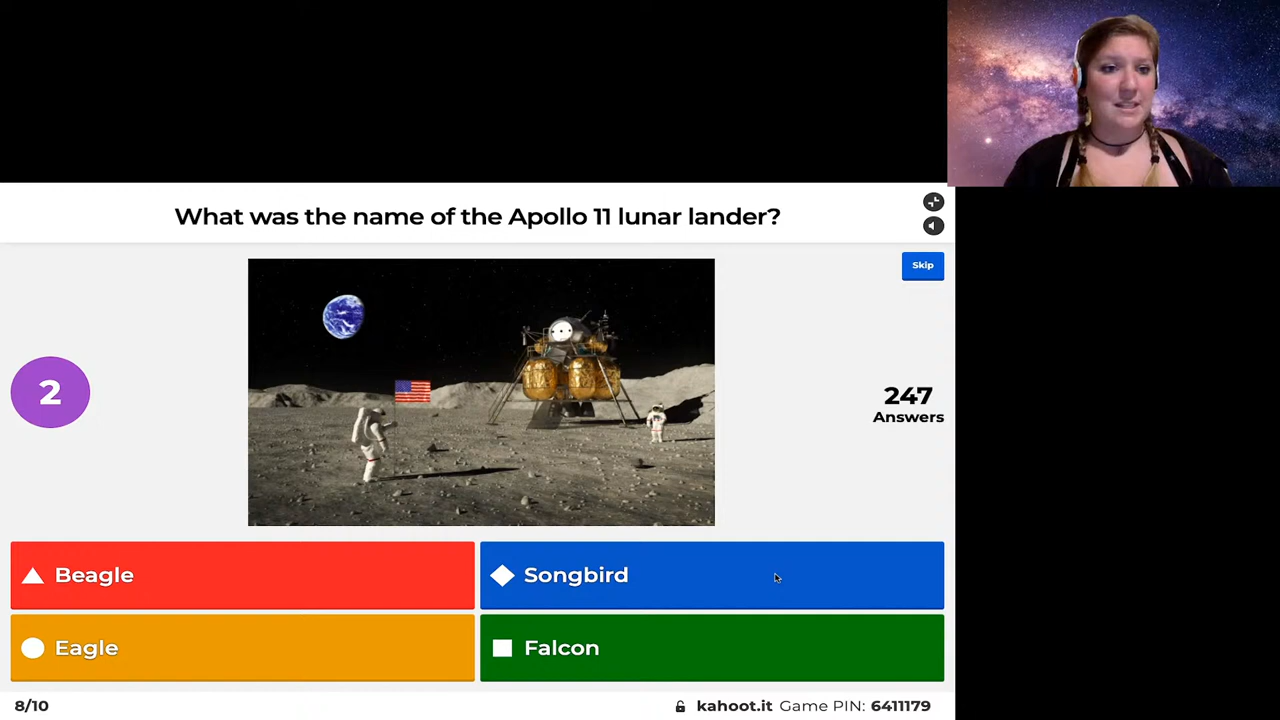 What was the name of the Apollo 11 lunar lander?
Skip
2
247
Answers
Beagle
Songbird
Eagle
Falcon
8/10
kahoot.it Game PIN: 6411179